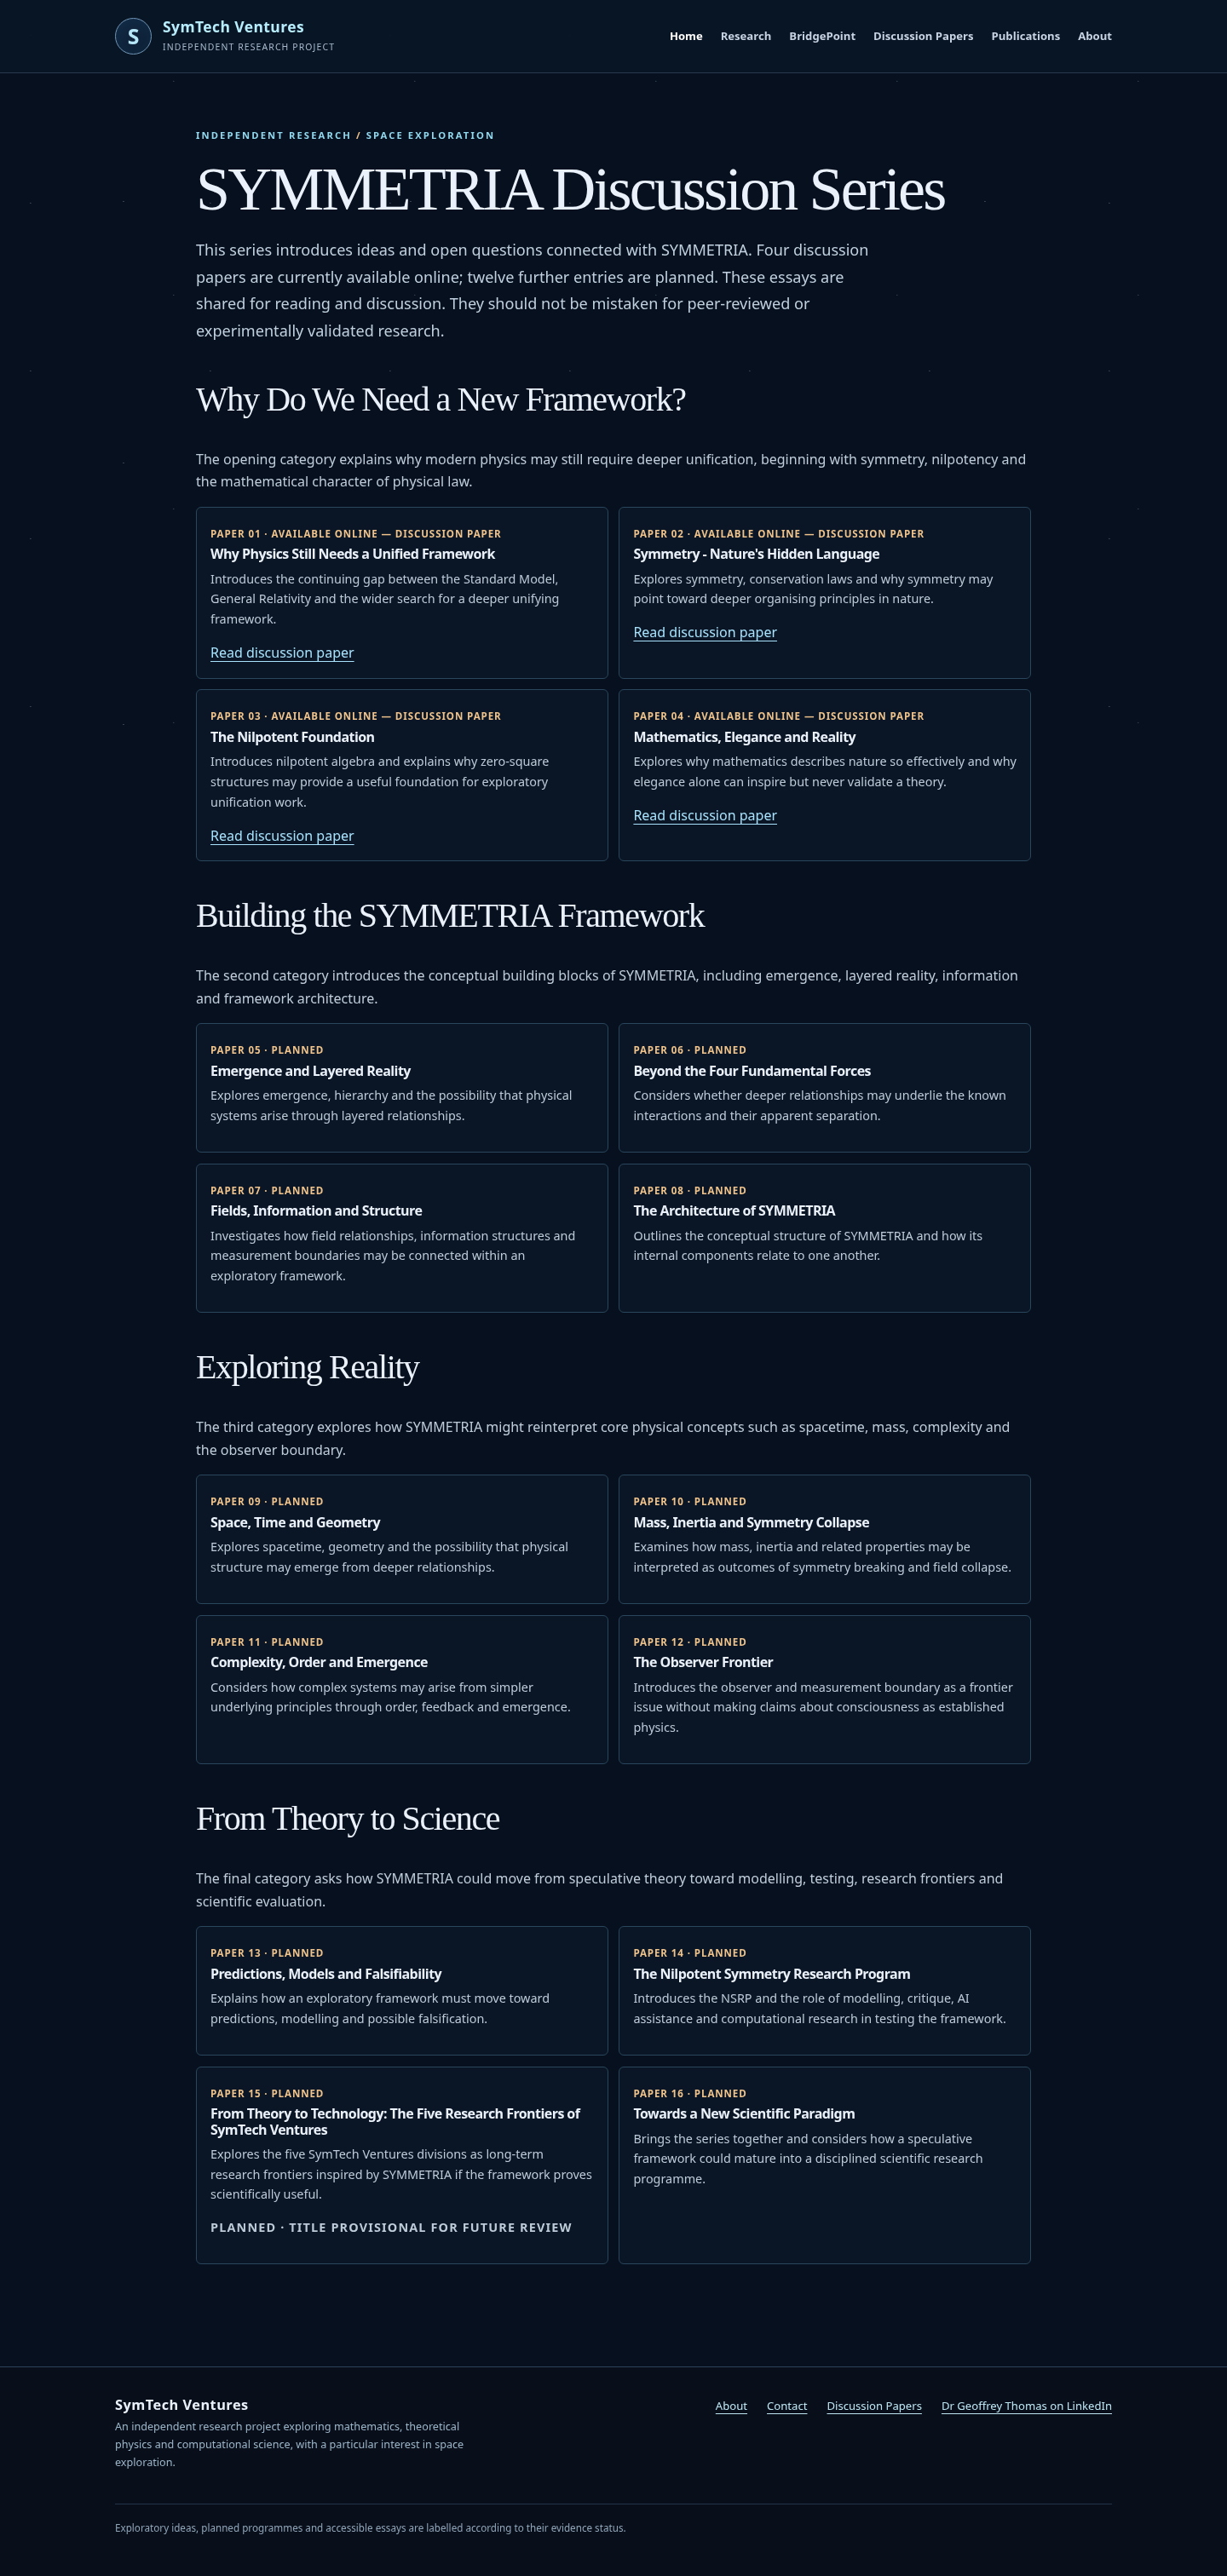 S
SymTech Ventures
INDEPENDENT RESEARCH PROJECT
Home Research BridgePoint Discussion Papers Publications About
INDEPENDENT RESEARCH / SPACE EXPLORATION
SYMMETRIA Discussion Series
This series introduces ideas and open questions connected with SYMMETRIA. Four discussion
papers are currently available online; twelve further entries are planned. These essays are
shared for reading and discussion. They should not be mistaken for peer-reviewed or
experimentally validated research.
Why Do We Need a New Framework?
The opening category explains why modern physics may still require deeper unification, beginning with symmetry, nilpotency and
the mathematical character of physical law.
PAPER 01 · AVAILABLE ONLINE — DISCUSSION PAPER
Why Physics Still Needs a Unified Framework
Introduces the continuing gap between the Standard Model,
General Relativity and the wider search for a deeper unifying
framework.
Read discussion paper
PAPER 02 · AVAILABLE ONLINE — DISCUSSION PAPER
Symmetry - Nature's Hidden Language
Explores symmetry, conservation laws and why symmetry may
point toward deeper organising principles in nature.
Read discussion paper
PAPER 03 · AVAILABLE ONLINE — DISCUSSION PAPER
The Nilpotent Foundation
Introduces nilpotent algebra and explains why zero-square
structures may provide a useful foundation for exploratory
unification work.
Read discussion paper
PAPER 04 · AVAILABLE ONLINE — DISCUSSION PAPER
Mathematics, Elegance and Reality
Explores why mathematics describes nature so effectively and why
elegance alone can inspire but never validate a theory.
Read discussion paper
Building the SYMMETRIA Framework
The second category introduces the conceptual building blocks of SYMMETRIA, including emergence, layered reality, information
and framework architecture.
PAPER 05 · PLANNED
Emergence and Layered Reality
Explores emergence, hierarchy and the possibility that physical
systems arise through layered relationships.
PAPER 06 · PLANNED
Beyond the Four Fundamental Forces
Considers whether deeper relationships may underlie the known
interactions and their apparent separation.
PAPER 07 · PLANNED
Fields, Information and Structure
Investigates how field relationships, information structures and
measurement boundaries may be connected within an
exploratory framework.
PAPER 08 · PLANNED
The Architecture of SYMMETRIA
Outlines the conceptual structure of SYMMETRIA and how its
internal components relate to one another.
Exploring Reality
The third category explores how SYMMETRIA might reinterpret core physical concepts such as spacetime, mass, complexity and
the observer boundary.
PAPER 09 · PLANNED
Space, Time and Geometry
Explores spacetime, geometry and the possibility that physical
structure may emerge from deeper relationships.
PAPER 10 · PLANNED
Mass, Inertia and Symmetry Collapse
Examines how mass, inertia and related properties may be
interpreted as outcomes of symmetry breaking and field collapse.
PAPER 11 · PLANNED
Complexity, Order and Emergence
Considers how complex systems may arise from simpler
underlying principles through order, feedback and emergence.
PAPER 12 · PLANNED
The Observer Frontier
Introduces the observer and measurement boundary as a frontier
issue without making claims about consciousness as established
physics.
From Theory to Science
The final category asks how SYMMETRIA could move from speculative theory toward modelling, testing, research frontiers and
scientific evaluation.
PAPER 13 · PLANNED
Predictions, Models and Falsifiability
Explains how an exploratory framework must move toward
predictions, modelling and possible falsification.
PAPER 14 · PLANNED
The Nilpotent Symmetry Research Program
Introduces the NSRP and the role of modelling, critique, AI
assistance and computational research in testing the framework.
PAPER 15 · PLANNED
From Theory to Technology: The Five Research Frontiers of
SymTech Ventures
Explores the five SymTech Ventures divisions as long-term
research frontiers inspired by SYMMETRIA if the framework proves
scientifically useful.
PLANNED · TITLE PROVISIONAL FOR FUTURE REVIEW
PAPER 16 · PLANNED
Towards a New Scientific Paradigm
Brings the series together and considers how a speculative
framework could mature into a disciplined scientific research
programme.
SymTech Ventures
An independent research project exploring mathematics, theoretical
physics and computational science, with a particular interest in space
exploration.
About Contact Discussion Papers Dr Geoffrey Thomas on LinkedIn
Exploratory ideas, planned programmes and accessible essays are labelled according to their evidence status.